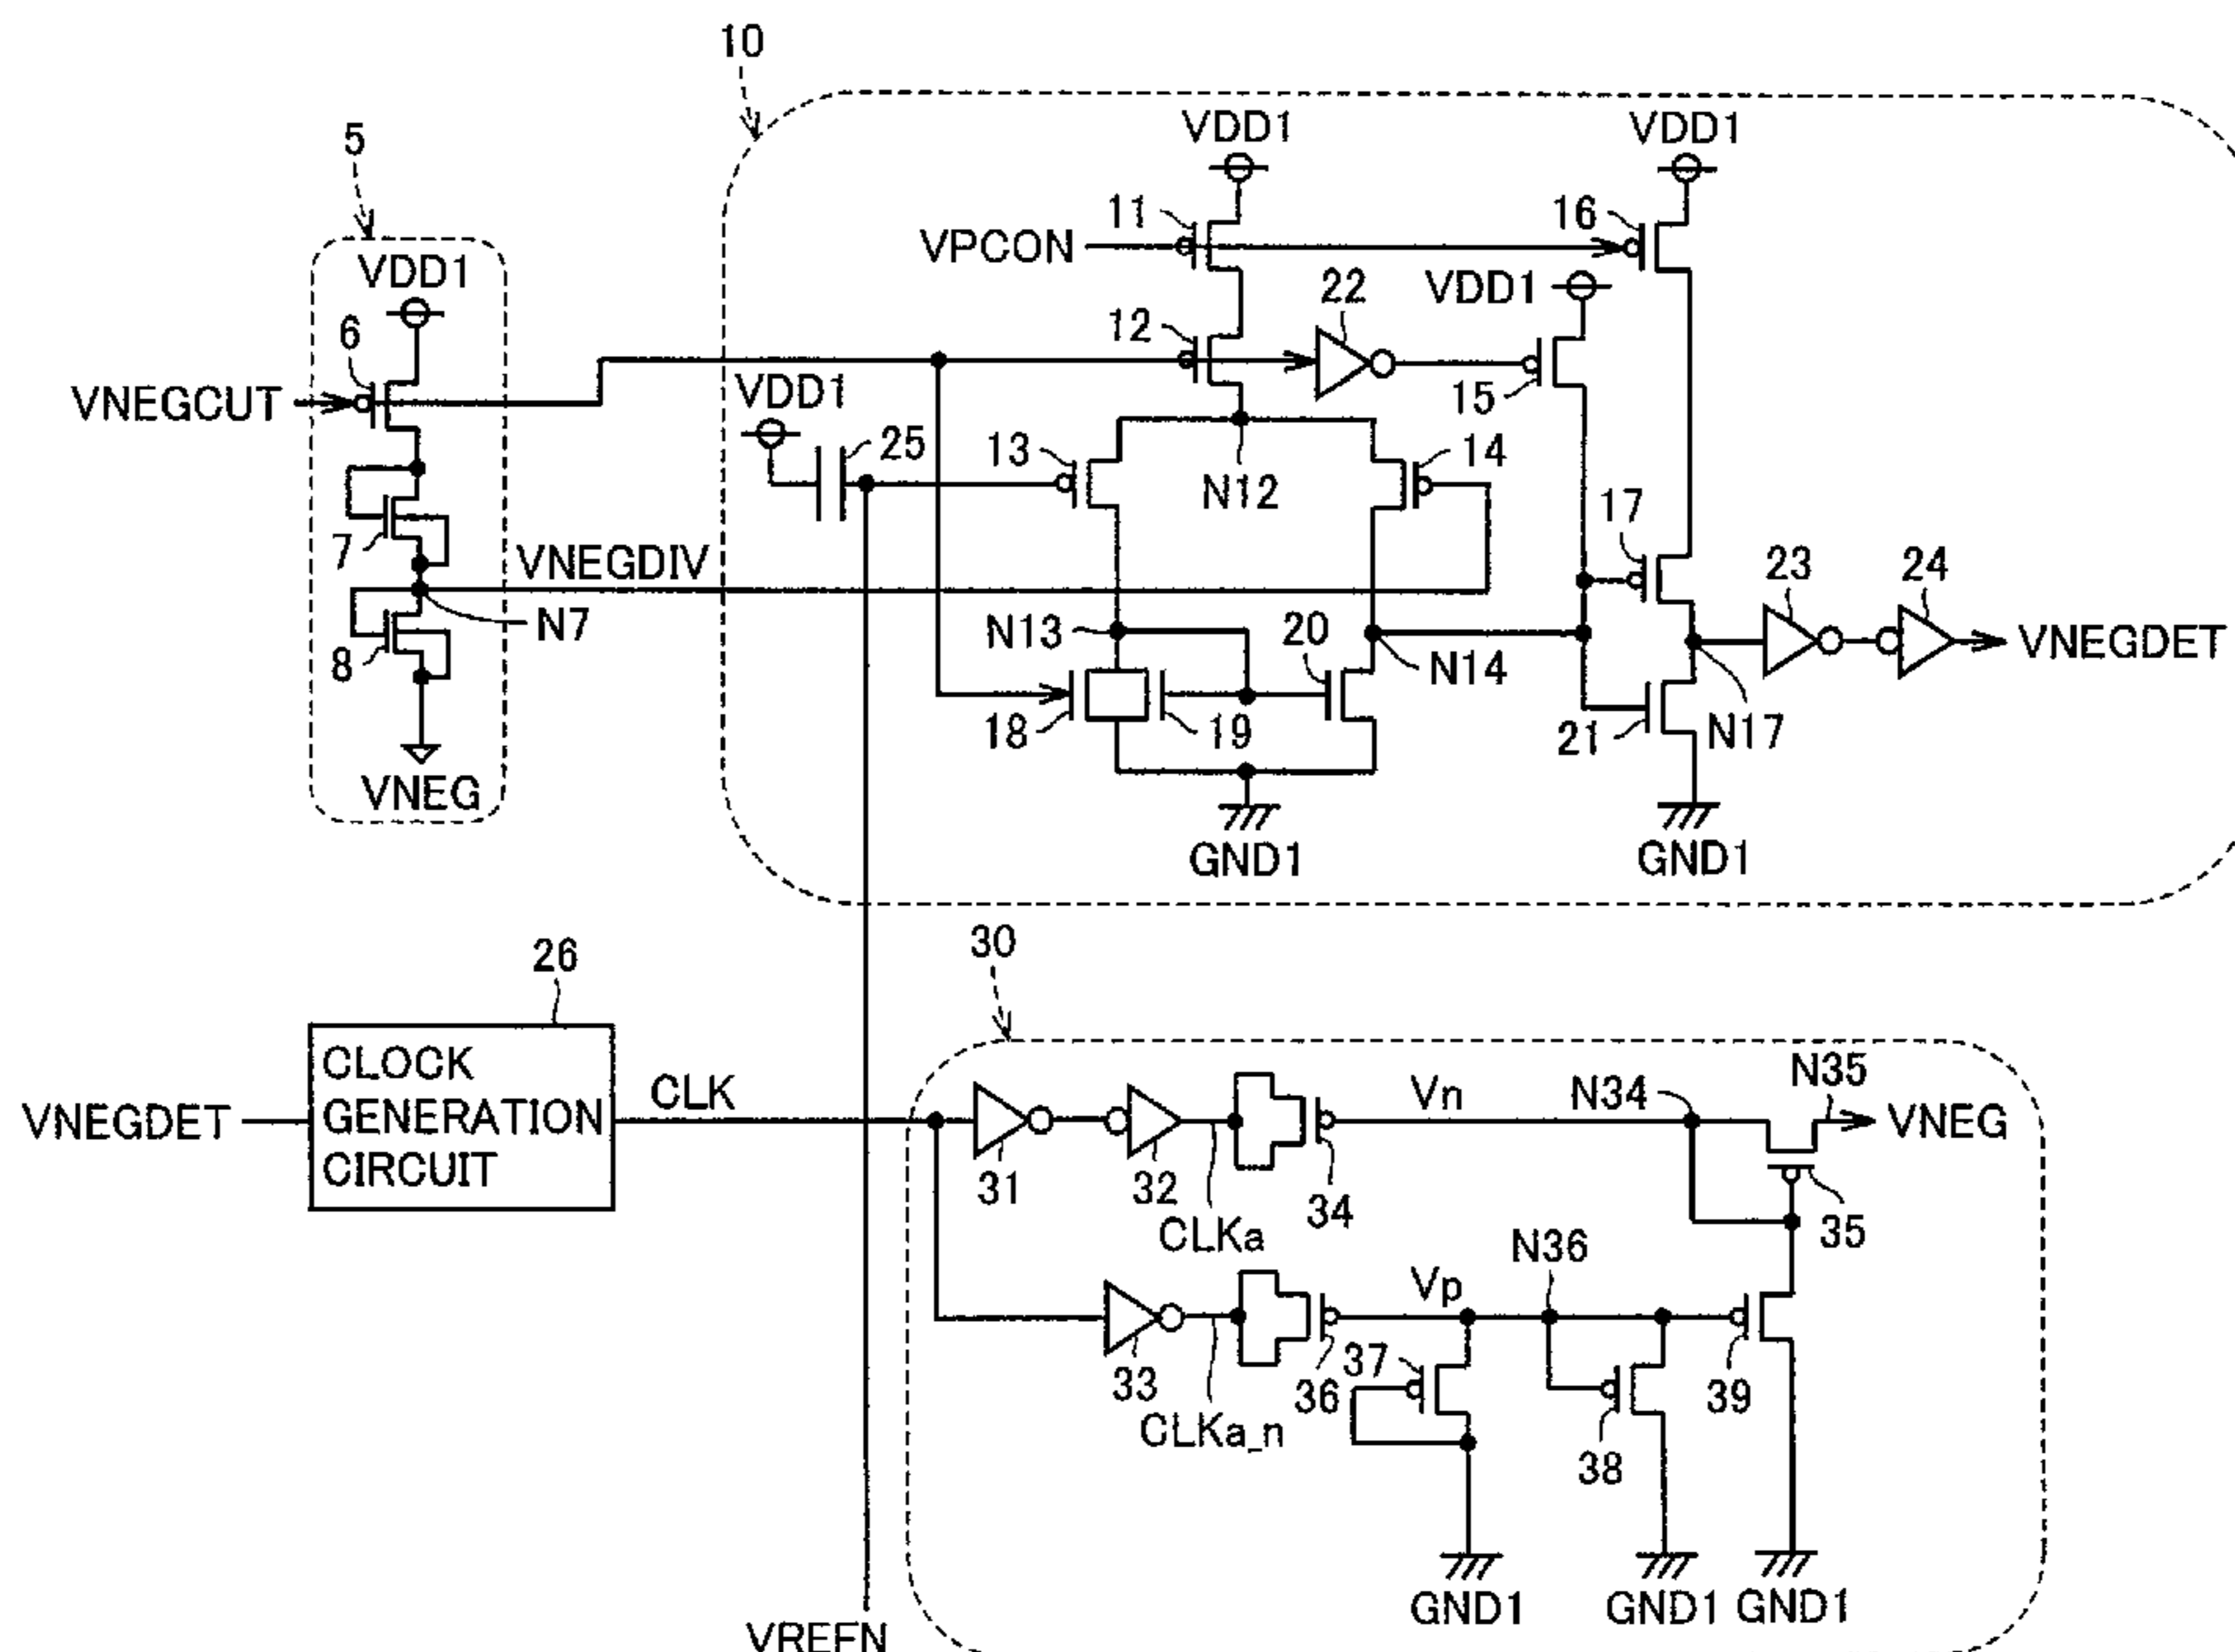 10
VDD1
VDD1
5
11
16
VPCON
VDD1
22
VDD1
6
12
VDD1
15
VNEGCUT
25
13
14
N12
17
7
VNEGDIV
23
24
N7
N13
20
VNEGDET
N14
8
18
19
21
N17
VNEG
GND1
GND1
26
30
CLOCK
GENERATION
CIRCUIT
VNEGDET
CLK
Vn
N34
N35
VNEG
31
32
34
35
CLKa
N36
Vp
37
33
36
39
CLKa_n
38
GND1
GND1
GND1
VREFN